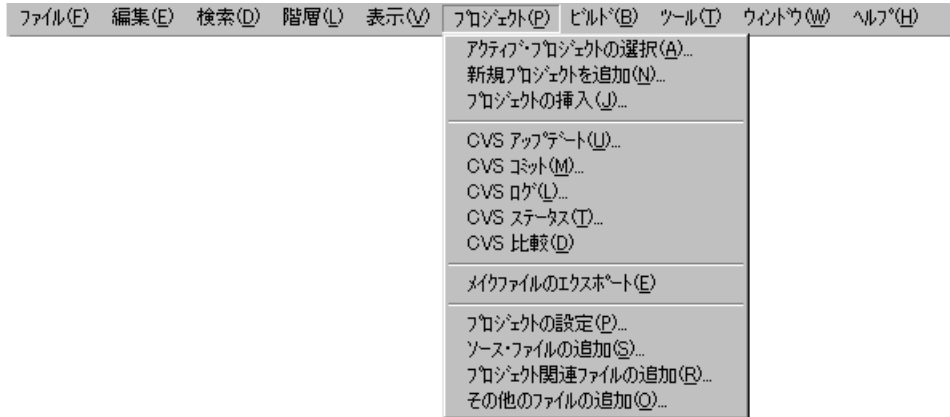 ﾌｧｲﾙ(F) 編集(E) 検索(D) 階層(L) 表示(V) ﾌﾟﾛｼﾞｪｸﾄ(P) ﾋﾞﾙﾄﾞ(B) ﾂｰﾙ(T) ｳｨﾝﾄﾞｳ(W) ﾍﾙﾌﾟ(H)
ｱｸﾃｨﾌﾞ･ﾌﾟﾛｼﾞｪｸﾄの選択(A)...
新規ﾌﾟﾛｼﾞｪｸﾄを追加(N)...
ﾌﾟﾛｼﾞｪｸﾄの挿入(J)...
CVS ｱｯﾌﾟﾃﾞｰﾄ(U)...
CVS ｺﾐｯﾄ(M)...
CVS ﾛｸﾞ(L)...
CVS ｽﾃｰﾀｽ(T)...
CVS 比較(D)
ﾒｲｸﾌｧｲﾙのｴｸｽﾎﾟｰﾄ(E)
ﾌﾟﾛｼﾞｪｸﾄの設定(P)...
ｿｰｽ･ﾌｧｲﾙの追加(S)...
ﾌﾟﾛｼﾞｪｸﾄ関連ﾌｧｲﾙの追加(R)...
その他のﾌｧｲﾙの追加(O)...